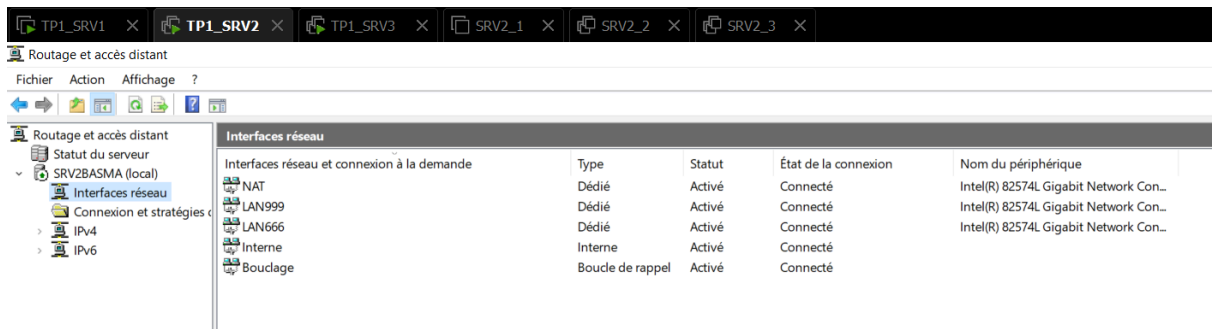 TP1_SRV1 TP1_SRV2 TP1_SRV3 SRV2_1 SRV2_2 SRV2_3
Routage et accès distant
Fichier Action Affichage ?
Routage et accès distant
Statut du serveur
SRV2BASMA (local)
Interfaces réseau
Connexion et stratégies
IPv4
IPv6
Interfaces réseau
Interfaces réseau et connexion à la demande Type Statut État de la connexion Nom du périphérique
NAT Dédié Activé Connecté Intel(R) 82574L Gigabit Network Con...
LAN999 Dédié Activé Connecté Intel(R) 82574L Gigabit Network Con...
LAN666 Dédié Activé Connecté Intel(R) 82574L Gigabit Network Con...
Interne Interne Activé Connecté
Bouclage Boucle de rappel Activé Connecté